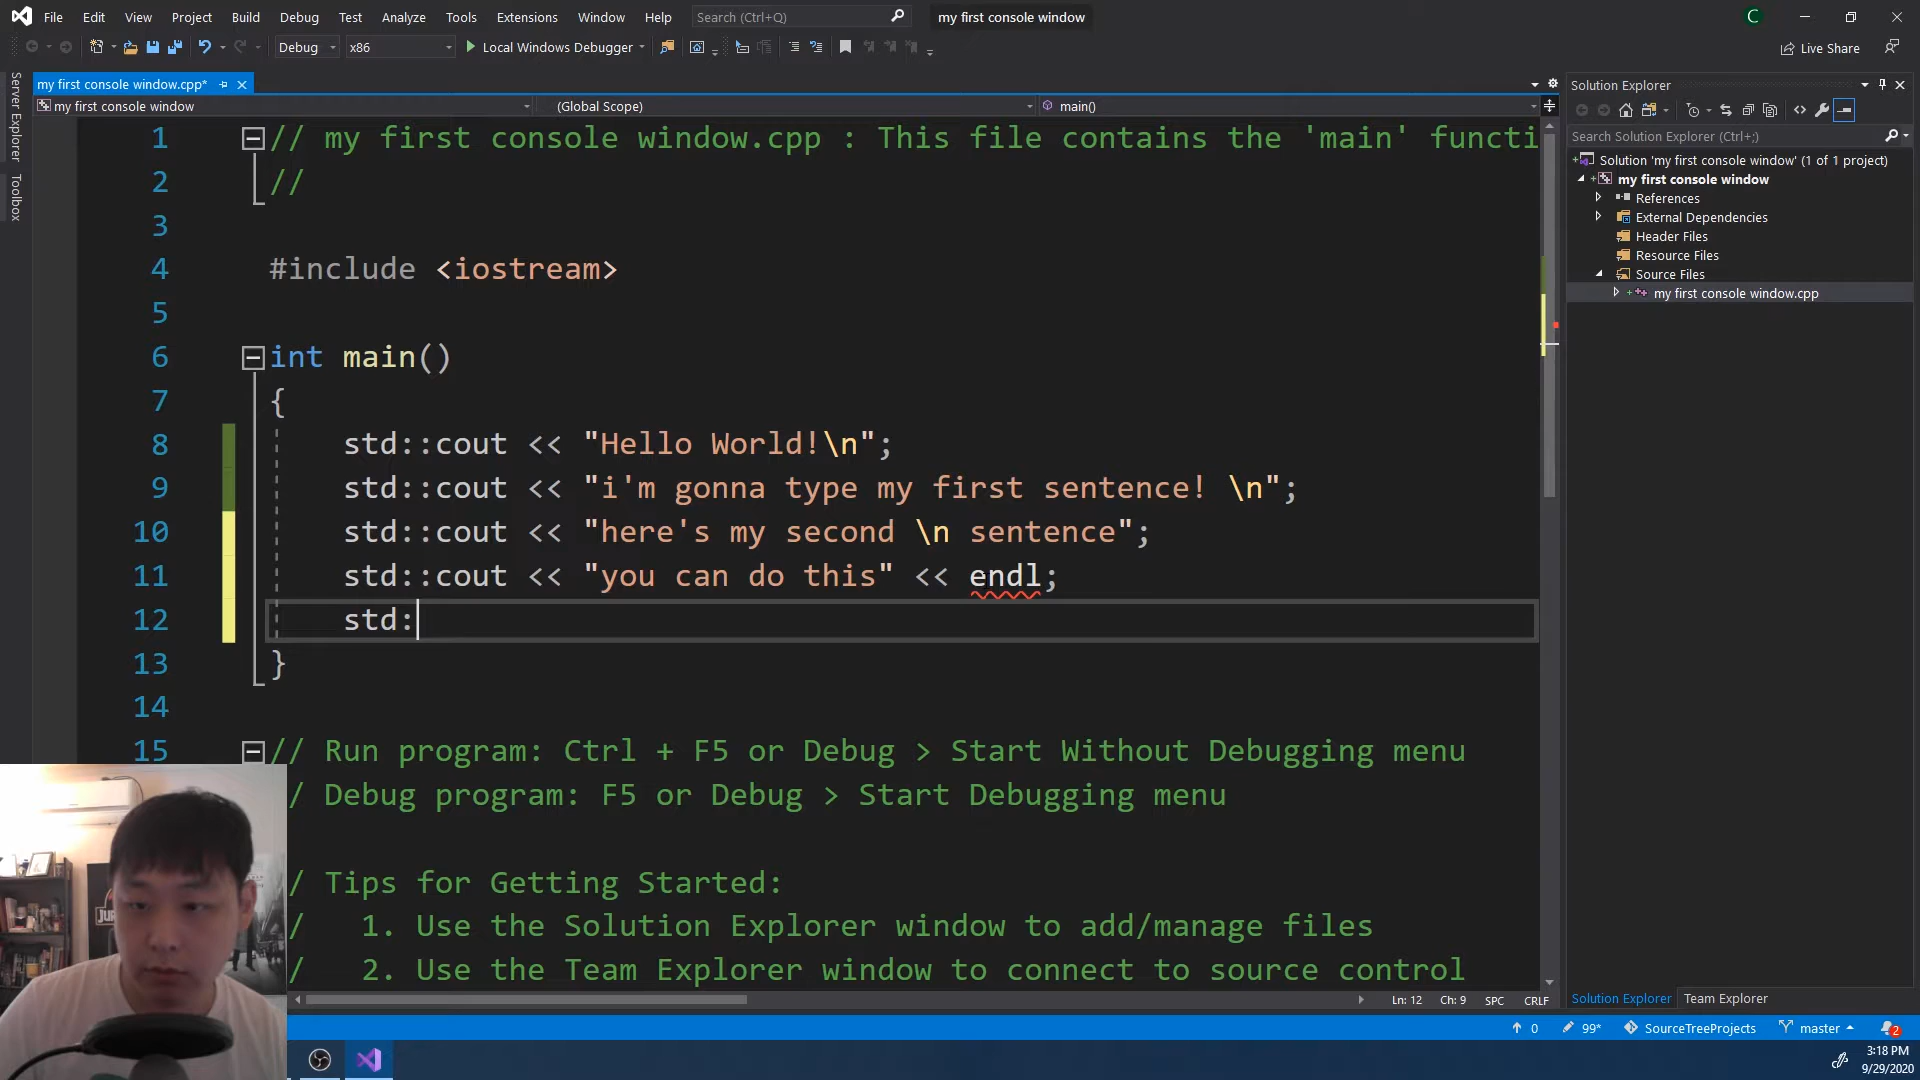 File Edit View Project Build Debug Test Analyze Tools Extensions Window Help Search (Ctrl+Q) my first console window C
Debug x86 Local Windows Debugger Live Share
Server Explorer
Toolbox
my first console window.cpp*
my first console window (Global Scope) main()
1 // my first console window.cpp : This file contains the 'main' functi
2 //
3
4 #include <iostream>
5
6 int main()
7 {
8 std::cout << "Hello World!\n";
9 std::cout << "i'm gonna type my first sentence! \n";
10 std::cout << "here's my second \n sentence";
11 std::cout << "you can do this" << endl;
12 std:
13 }
14
15 // Run program: Ctrl + F5 or Debug > Start Without Debugging menu
/ Debug program: F5 or Debug > Start Debugging menu
/ Tips for Getting Started:
/ 1. Use the Solution Explorer window to add/manage files
/ 2. Use the Team Explorer window to connect to source control
Ln: 12 Ch: 9 SPC CRLF
Solution Explorer
Search Solution Explorer (Ctrl+;)
Solution 'my first console window' (1 of 1 project)
my first console window
References
External Dependencies
Header Files
Resource Files
Source Files
my first console window.cpp
Solution Explorer Team Explorer
0 99* SourceTreeProjects master 2
3:18 PM
9/29/2020